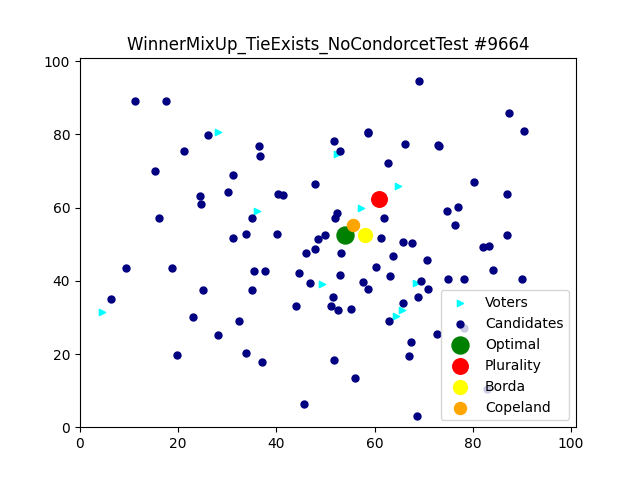 WinnerMixUp_TieExists_NoCondorcetTest #9664
100
80
60
40
20
0
0 20 40 60 80 100
Voters
Candidates
Optimal
Plurality
Borda
Copeland